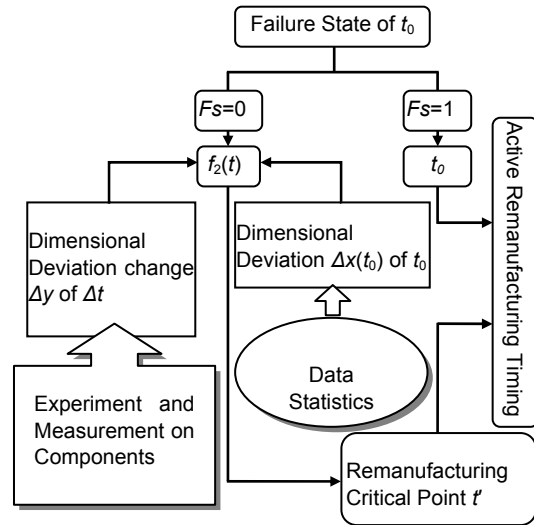 Failure State of t₀
Fs=0
Fs=1
f₂(t)
t₀
Active Remanufacturing Timing
Dimensional
Deviation change
Δy of Δt
Dimensional
Deviation Δx(t₀) of t₀
Data
Statistics
Experiment and
Measurement on
Components
Remanufacturing
Critical Point t'